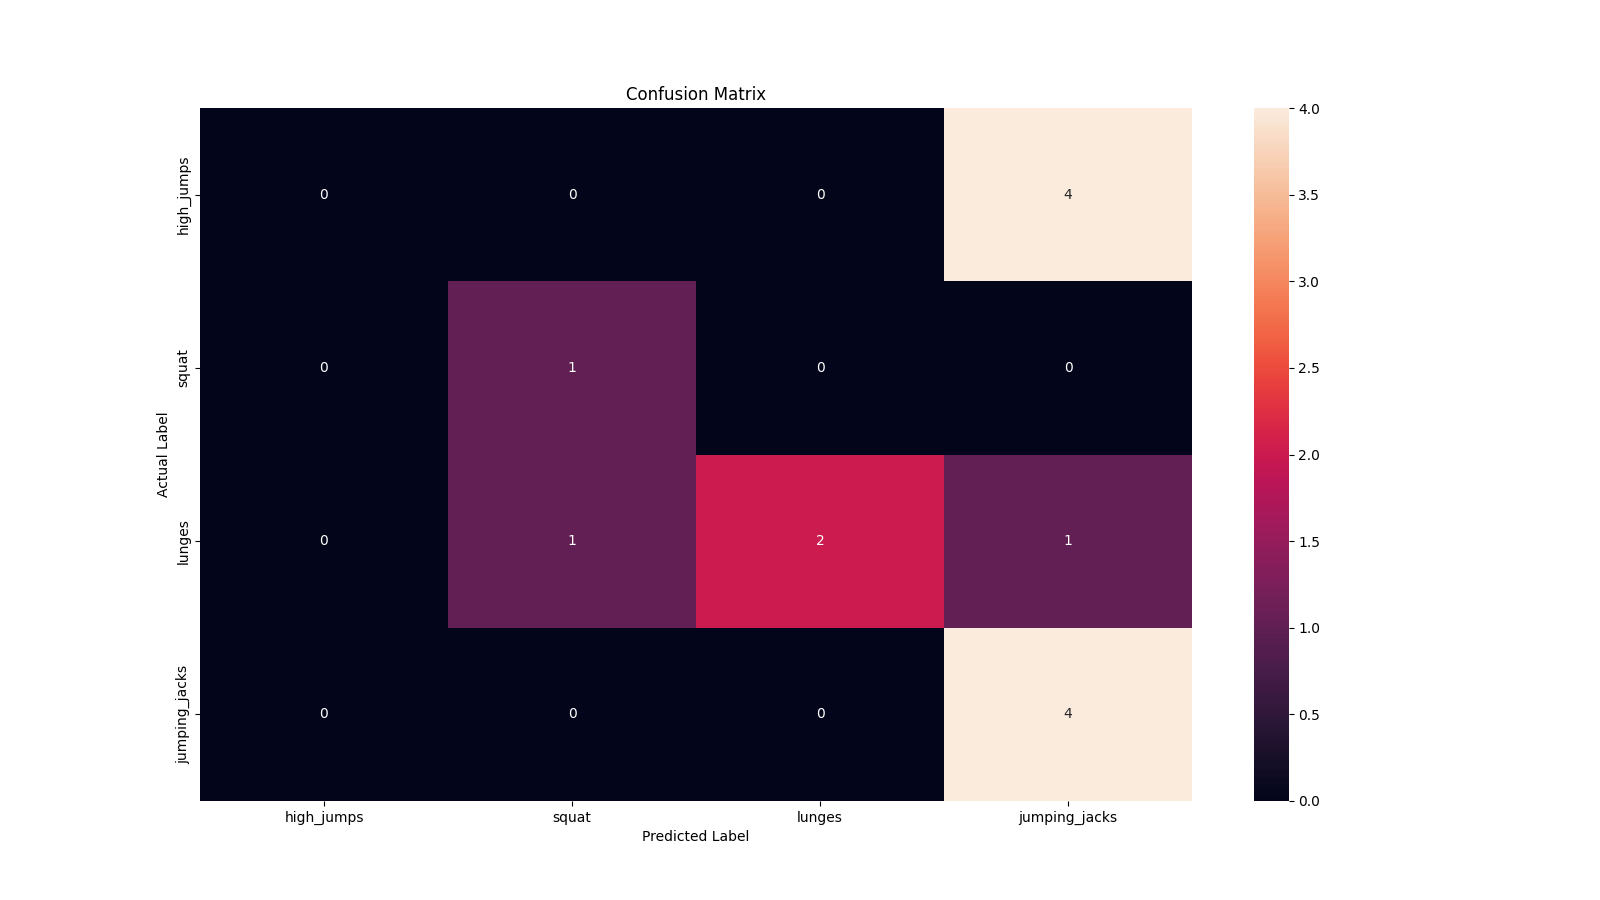 Confusion Matrix
high_jumps 0 0 0 4
squat 0 1 0 0
lunges 0 1 2 1
jumping_jacks 0 0 0 4
Actual Label
high_jumps squat lunges jumping_jacks
Predicted Label
4.0
3.5
3.0
2.5
2.0
1.5
1.0
0.5
0.0